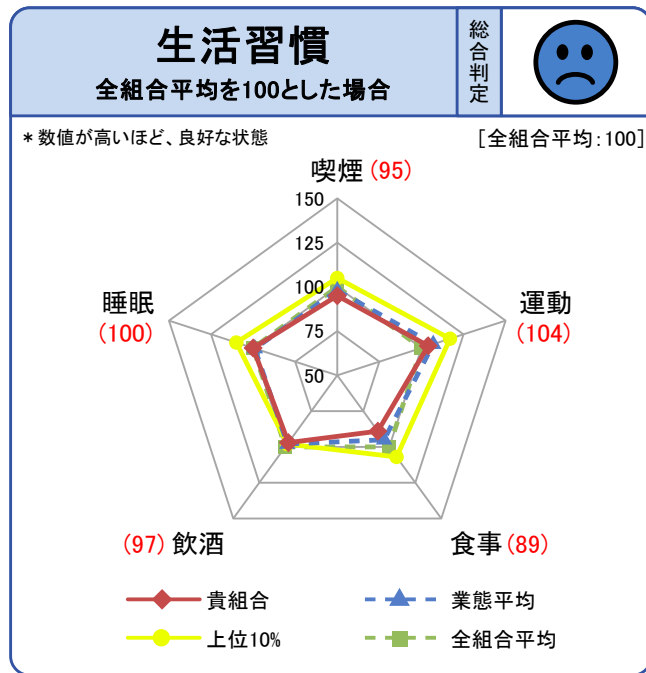 生活習慣
全組合平均を100とした場合
総合判定
* 数値が高いほど、良好な状態
[全組合平均:100]
喫煙 (95)
150
125
100
75
50
睡眠
(100)
運動
(104)
(97) 飲酒
食事 (89)
貴組合
業態平均
上位10%
全組合平均